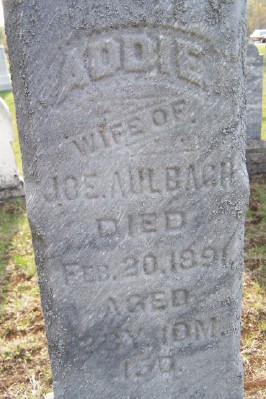 ADDIE
WIFE OF
JOE. AULBACH
DIED
FEB. 20. 1891.
AGED
10M.